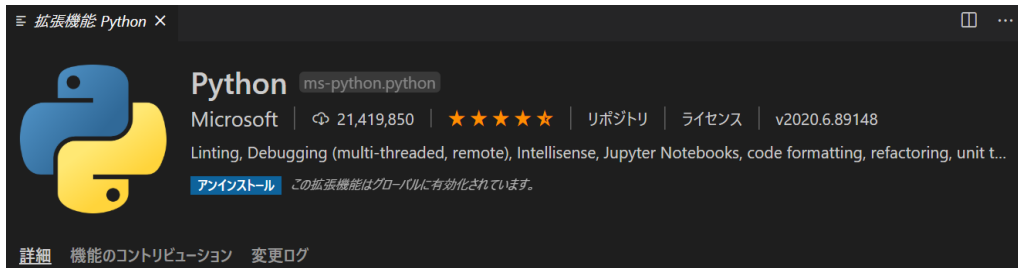 拡張機能 Python
Python ms-python.python
Microsoft 21,419,850 リポジトリ ライセンス v2020.6.89148
Linting, Debugging (multi-threaded, remote), Intellisense, Jupyter Notebooks, code formatting, refactoring, unit t...
アンインストール この拡張機能はグローバルに有効化されています。
詳細 機能のコントリビューション 変更ログ